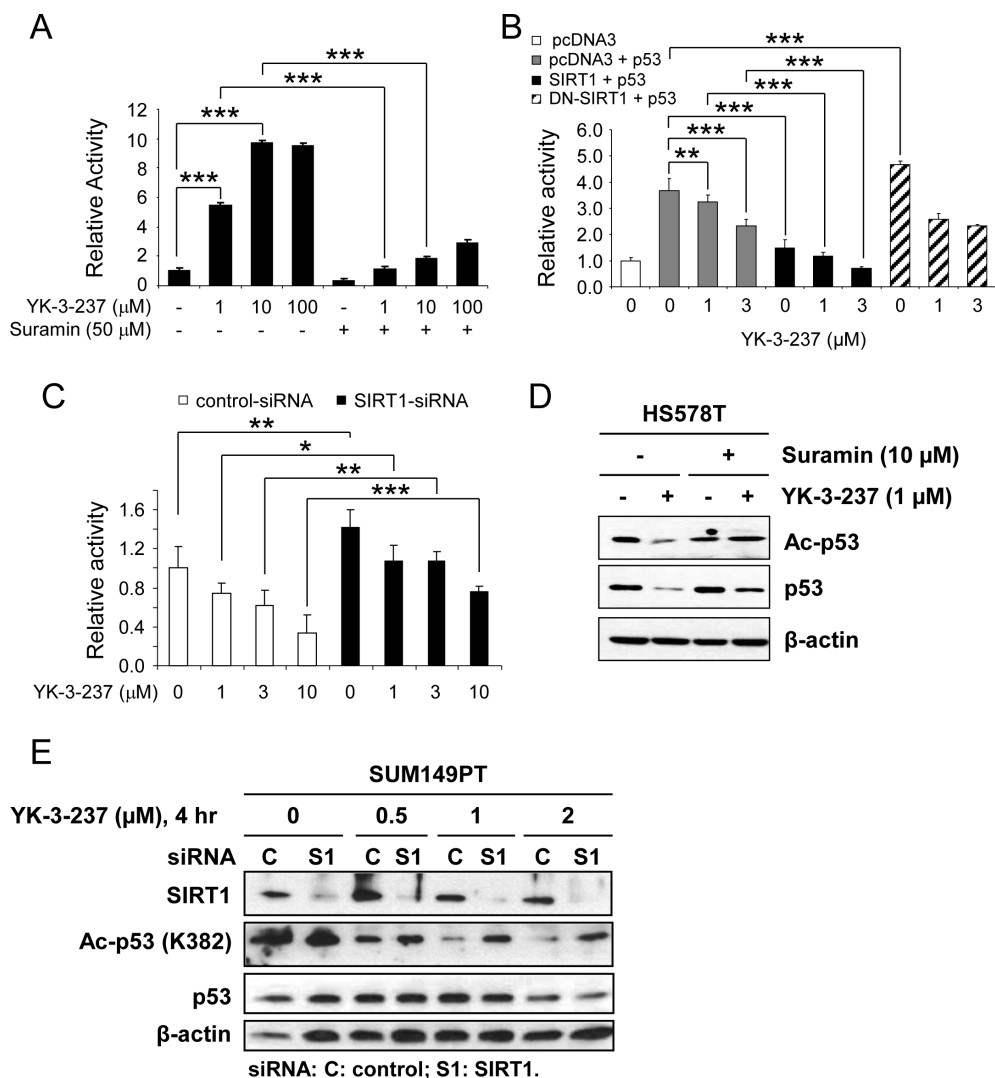 A
***
***
***
***
Relative Activity
12
10
8
6
4
2
0
YK-3-237 (µM) - 1 10 100 - 1 10 100
Suramin (50 µM) - - - - + + + +
B
pcDNA3
pcDNA3 + p53
SIRT1 + p53
DN-SIRT1 + p53
***
***
***
***
***
**
Relative activity
6.0
5.0
4.0
3.0
2.0
1.0
0.0
0 0 1 3 0 1 3 0 1 3
YK-3-237 (µM)
C
control-siRNA SIRT1-siRNA
**
*
**
***
Relative activity
1.6
1.2
0.8
0.4
0.0
YK-3-237 (µM) 0 1 3 10 0 1 3 10
D
HS578T
- + Suramin (10 µM)
- + - + YK-3-237 (1 µM)
Ac-p53
p53
β-actin
E
SUM149PT
YK-3-237 (µM), 4 hr 0 0.5 1 2
siRNA C S1 C S1 C S1 C S1
SIRT1
Ac-p53 (K382)
p53
β-actin
siRNA: C: control; S1: SIRT1.